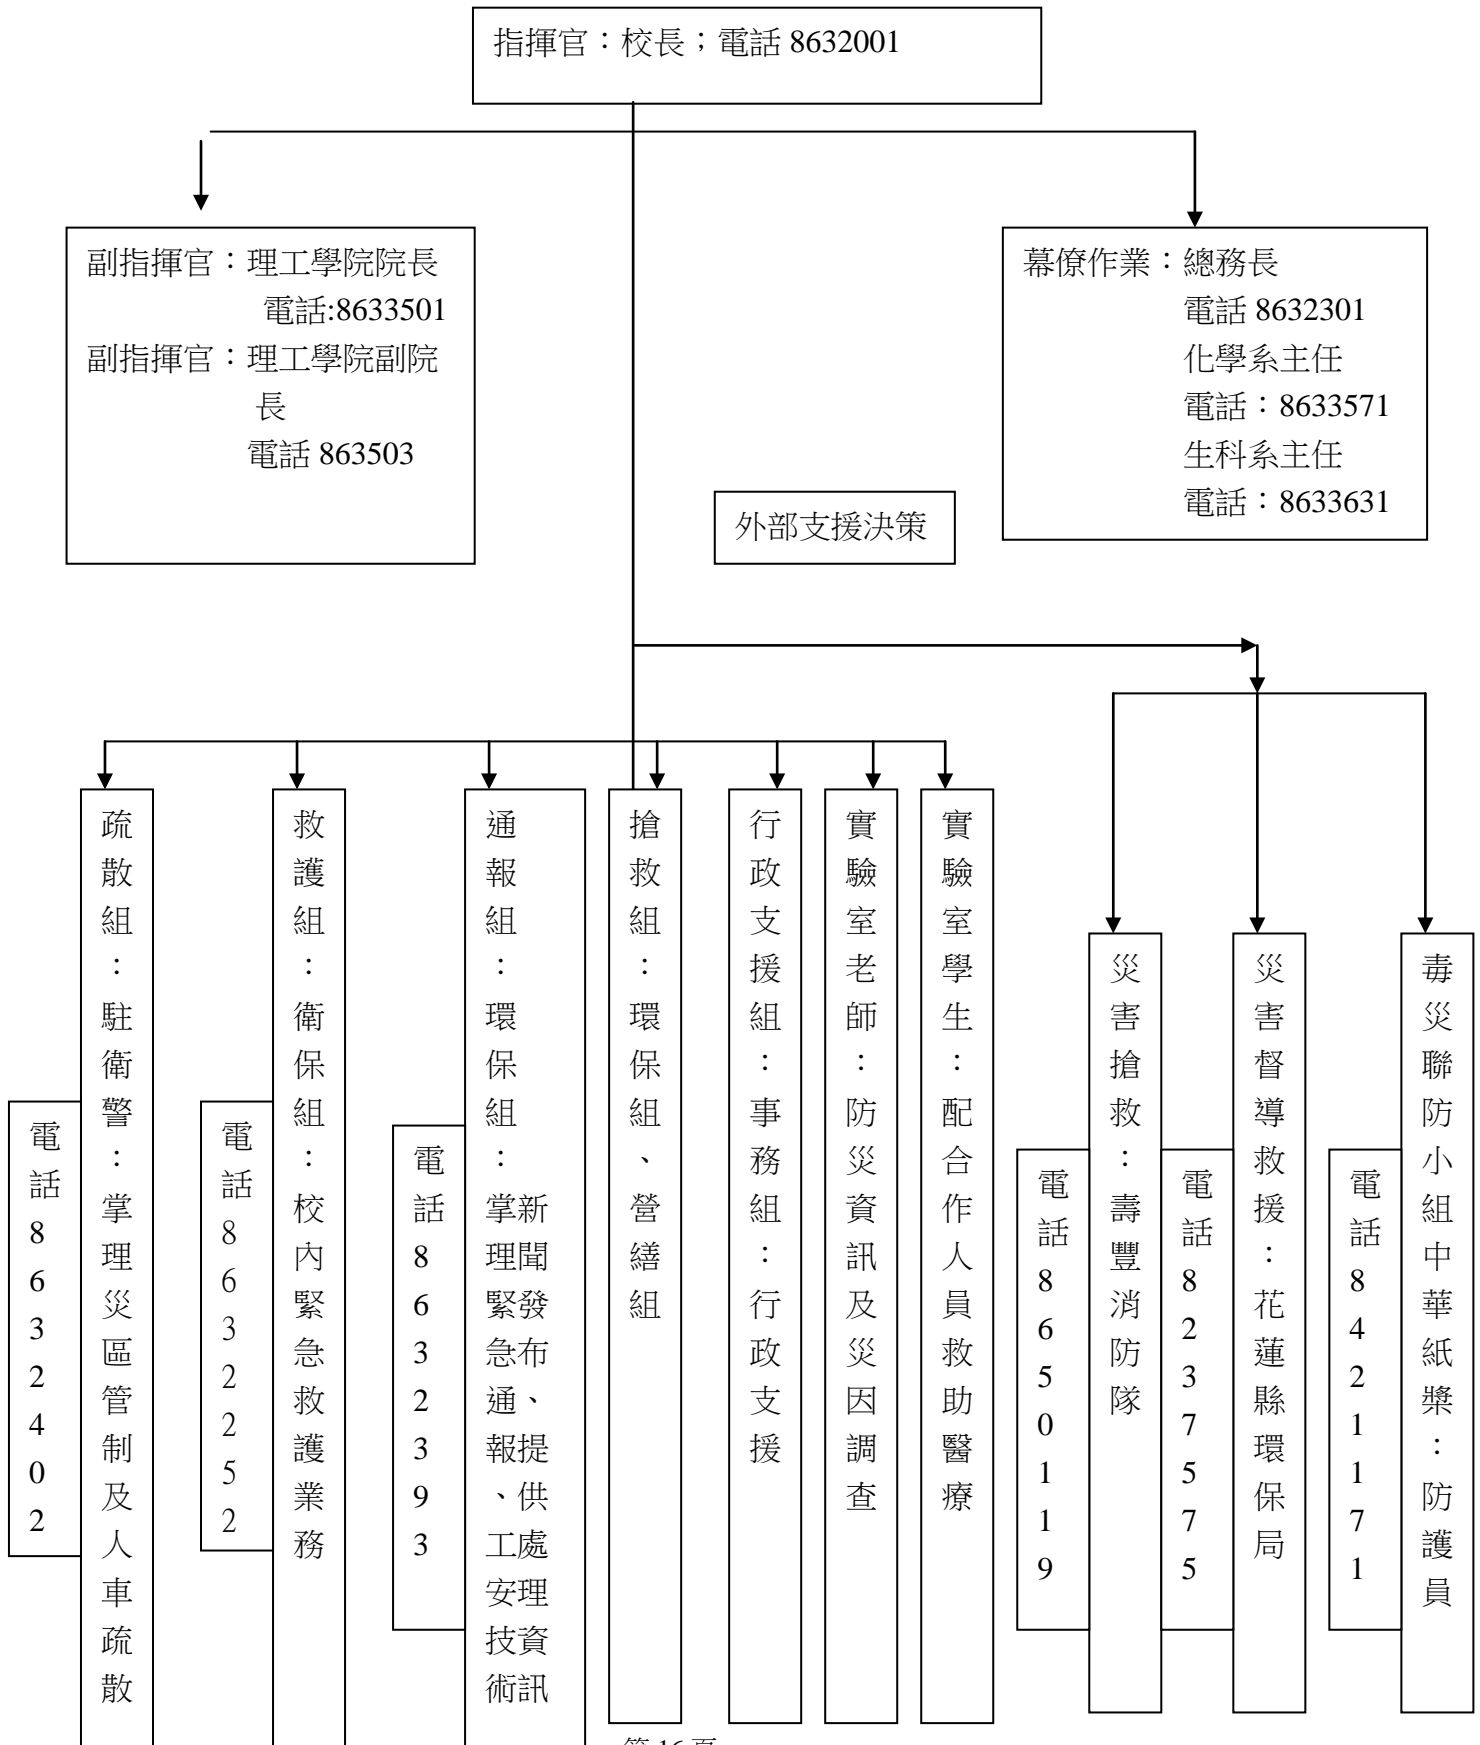 指揮官：校長；電話 8632001
副指揮官：理工學院院長
電話:8633501
副指揮官：理工學院副院
長
電話 863503
幕僚作業：總務長
電話 8632301
化學系主任
電話：8633571
生科系主任
電話：8633631
外部支援決策
疏散組：駐衛警：掌理災區管制及人車疏散
電話8632402
救護組：衛保組：校內緊急救護業務
電話8632252
通報組：環保組：掌理緊急通報、工安技術
新聞發布、提供處理資訊
電話8632393
搶救組：環保組、營繕組
行政支援組：事務組：行政支援
實驗室老師：防災資訊及災因調查
實驗室學生：配合作人員救助醫療
災害搶救：壽豐消防隊
電話8650119
災害督導救援：花蓮縣環保局
電話8237575
毒災聯防小組中華紙漿：防護員
電話8421171
第 16 頁